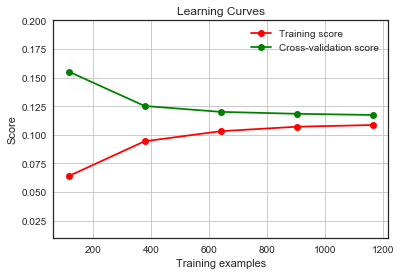 Learning Curves
0.200
0.175
0.150
0.125
0.100
0.075
0.050
0.025
Score
Training score
Cross-validation score
200
400
600
800
1000
1200
Training examples